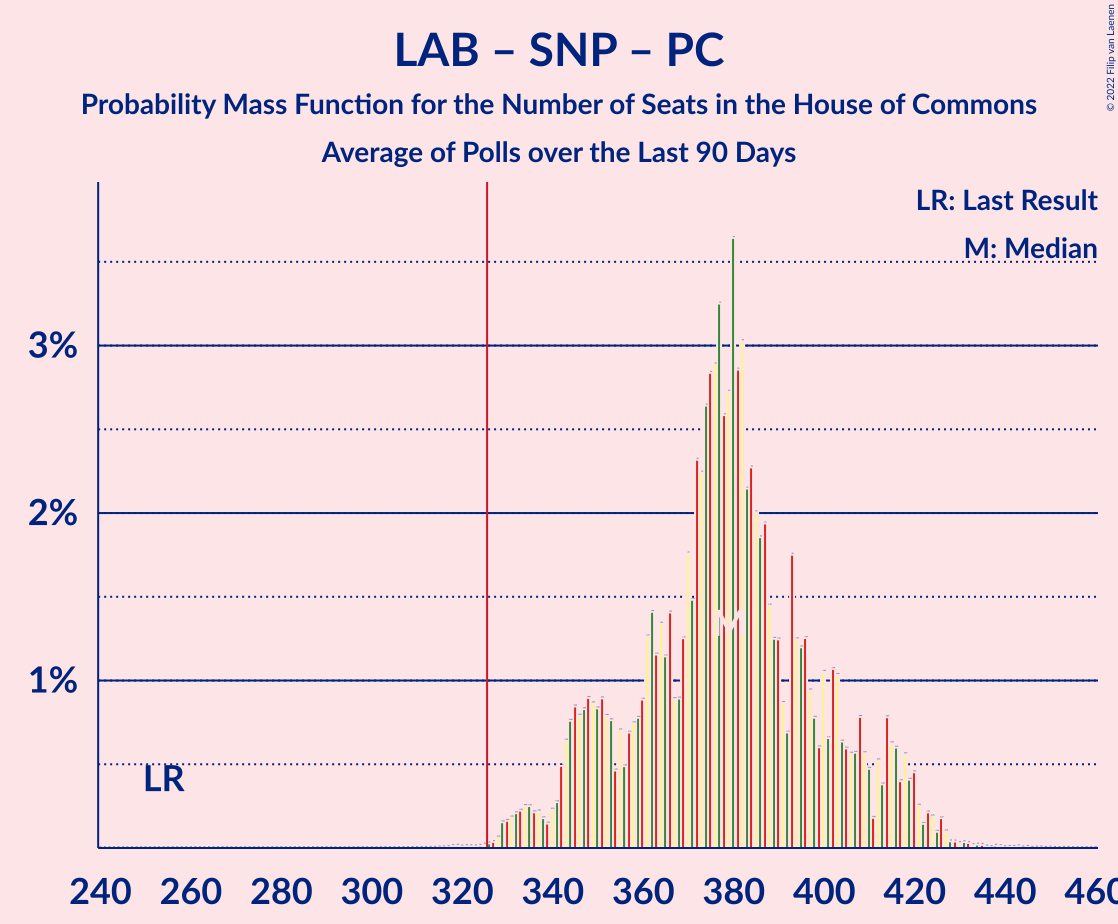 LAB – SNP – PC
Probability Mass Function for the Number of Seats in the House of Commons
Average of Polls over the Last 90 Days
© 2022 Filip van Laenen
LR: Last Result
M: Median
3%
2%
1%
M
LR
240 260 280 300 320 340 360 380 400 420 440 460